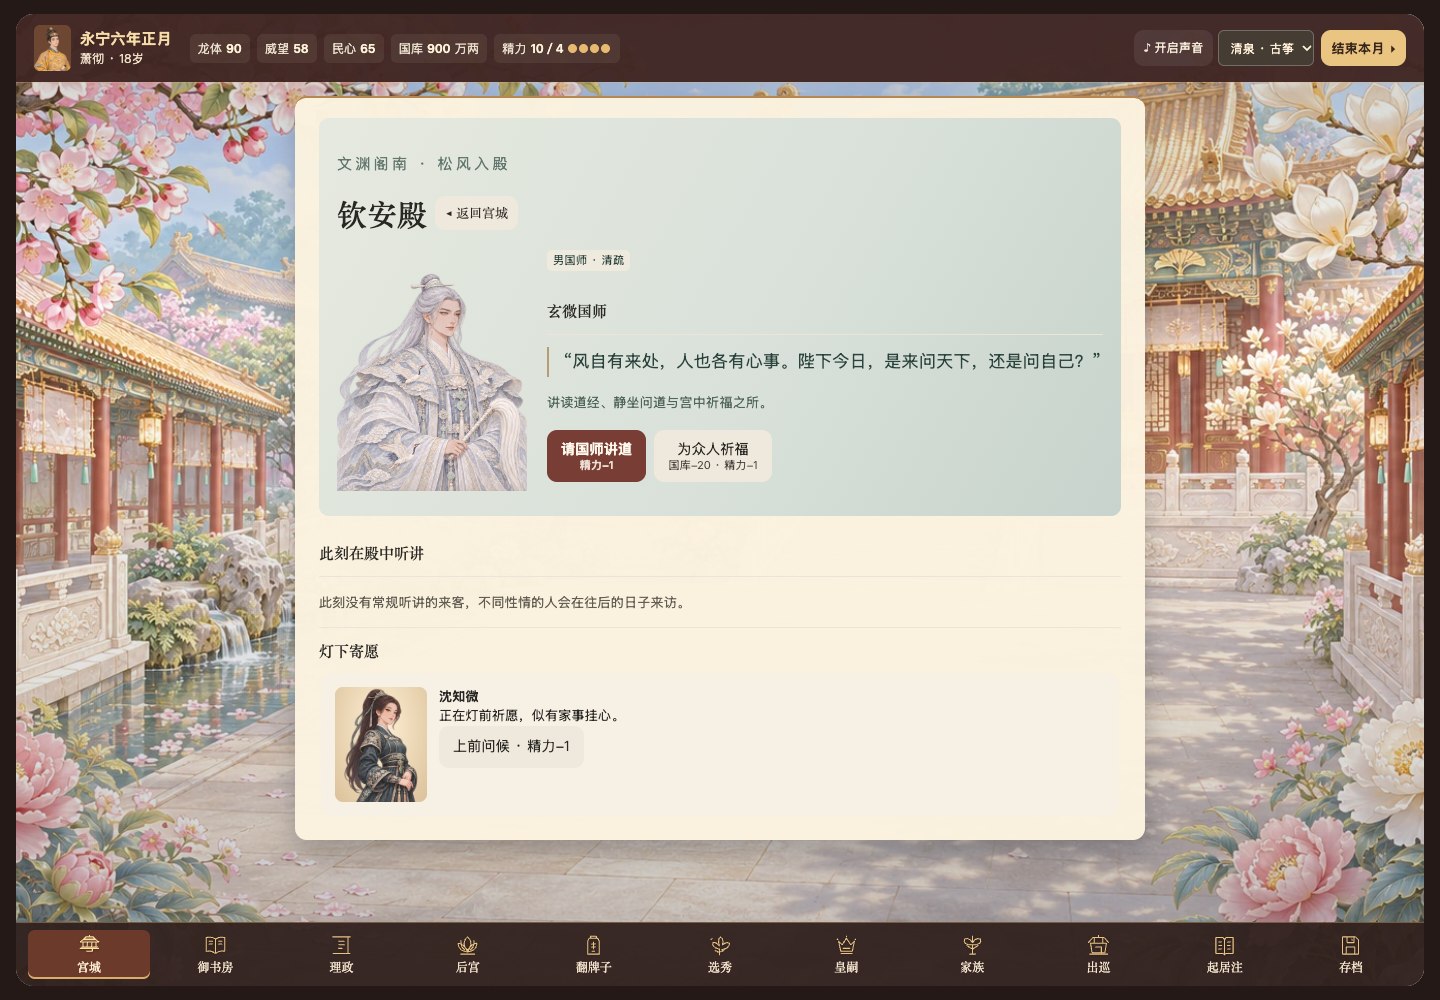 永宁六年正月
萧彻 · 18岁
龙体 90
威望 58
民心 65
国库 900 万两
精力 10 / 4
♪ 开启声音
清泉 · 古筝
结束本月
文渊阁南 · 松风入殿
钦安殿
返回宫城
男国师 · 清疏
玄微国师
“风自有来处，人也各有心事。陛下今日，是来问天下，还是问自己？”
讲读道经、静坐问道与宫中祈福之所。
请国师讲道
精力−1
为众人祈福
国库−20 · 精力−1
此刻在殿中听讲
此刻没有常规听讲的来客，不同性情的人会在往后的日子来访。
灯下寄愿
沈知微
正在灯前祈愿，似有家事挂心。
上前问候 · 精力−1
宫城
御书房
理政
后宫
翻牌子
选秀
皇嗣
家族
出巡
起居注
存档